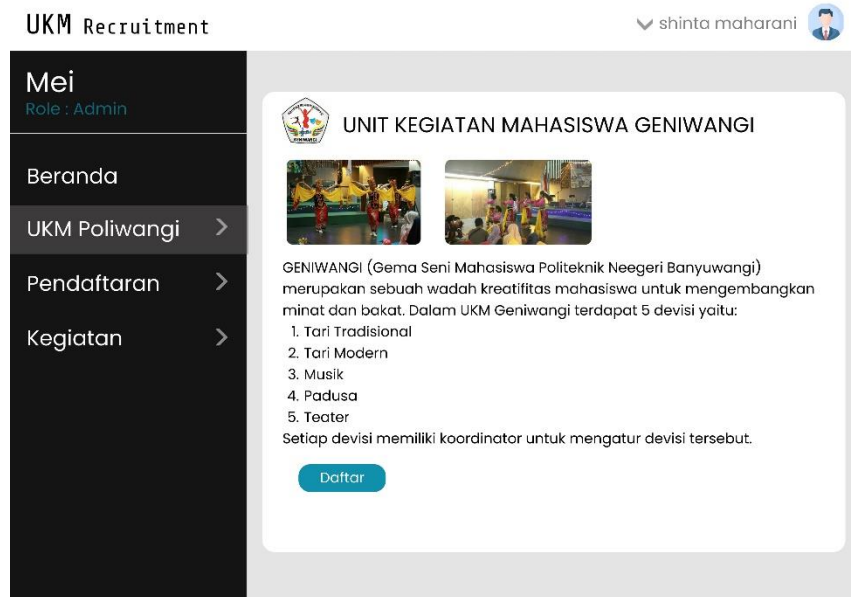 UKM Recruitment
shinta maharani
Mei
Role : Admin
Beranda
UKM Poliwangi
Pendaftaran
Kegiatan
UNIT KEGIATAN MAHASISWA GENIWANGI
GENIWANGI (Gema Seni Mahasiswa Politeknik Neegeri Banyuwangi)
merupakan sebuah wadah kreatifitas mahasiswa untuk mengembangkan
minat dan bakat. Dalam UKM Geniwangi terdapat 5 devisi yaitu:
1. Tari Tradisional
2. Tari Modern
3. Musik
4. Padusa
5. Teater
Setiap devisi memiliki koordinator untuk mengatur devisi tersebut.
Daftar